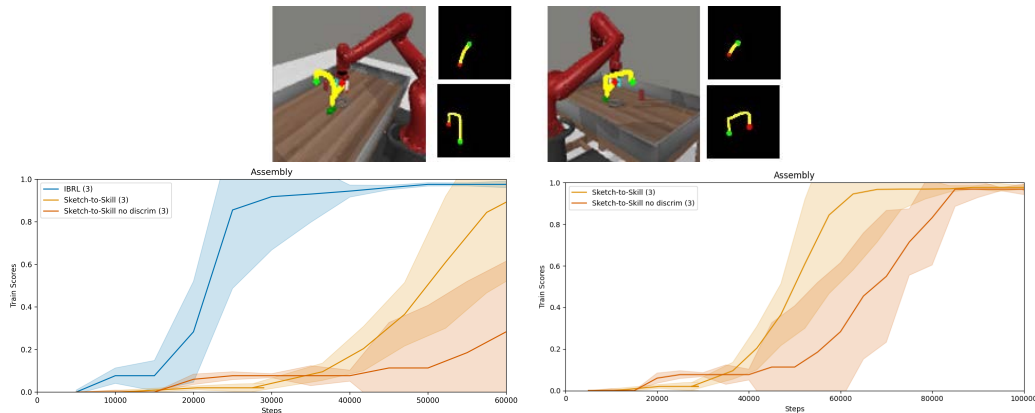 Assembly
1.0
0.8
0.6
0.4
0.2
0.0
Train Scores
IBRL (3)
Sketch-to-Skill (3)
Sketch-to-Skill no discrim (3)
0
10000
20000
30000
40000
50000
60000
Steps
Assembly
1.0
0.8
0.6
0.4
0.2
0.0
Train Scores
Sketch-to-Skill (3)
Sketch-to-Skill no discrim (3)
0
20000
40000
60000
80000
100000
Steps